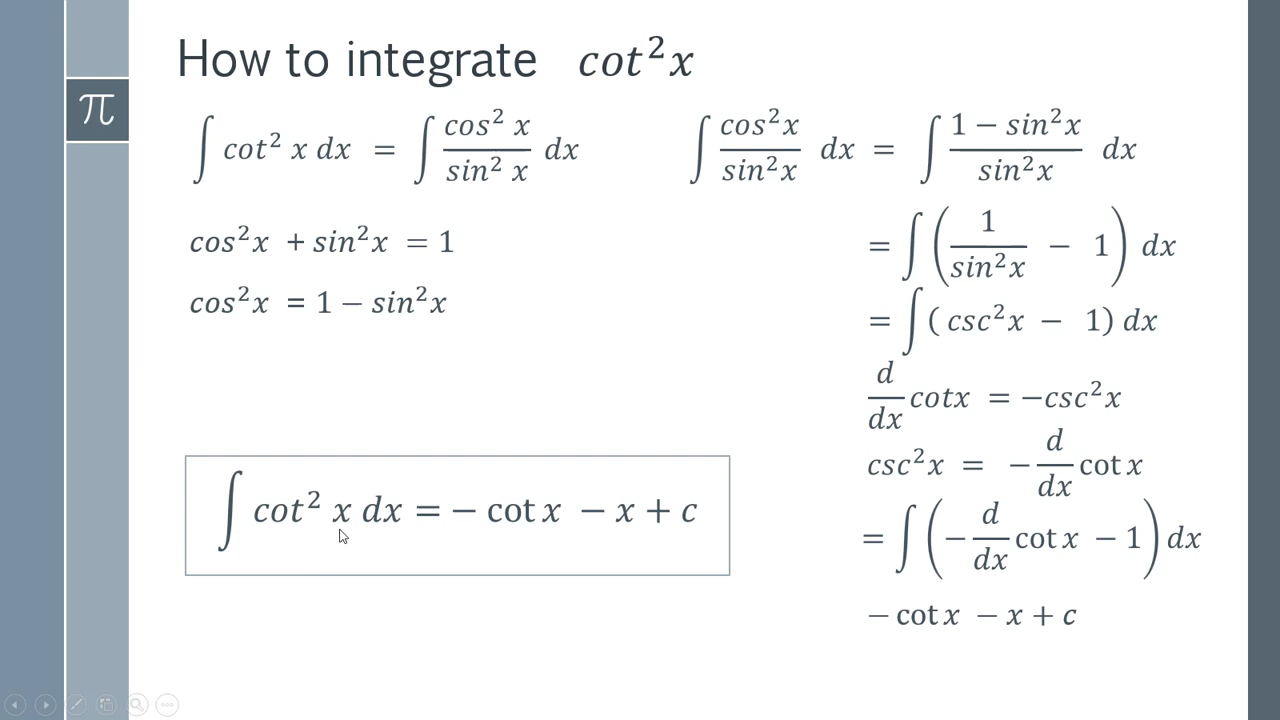 How to integrate cot²x
π
∫ cot² x dx = ∫ cos² x / sin² x dx
cos²x + sin²x = 1
cos²x = 1 − sin²x
∫ cot² x dx = − cot x − x + c
∫ cos²x / sin²x dx = ∫ 1 − sin²x / sin²x dx
= ∫ ( 1 / sin²x − 1 ) dx
= ∫ ( csc²x − 1) dx
d/dx cotx = −csc²x
csc²x = − d/dx cot x
= ∫ ( − d/dx cot x − 1 ) dx
− cot x − x + c